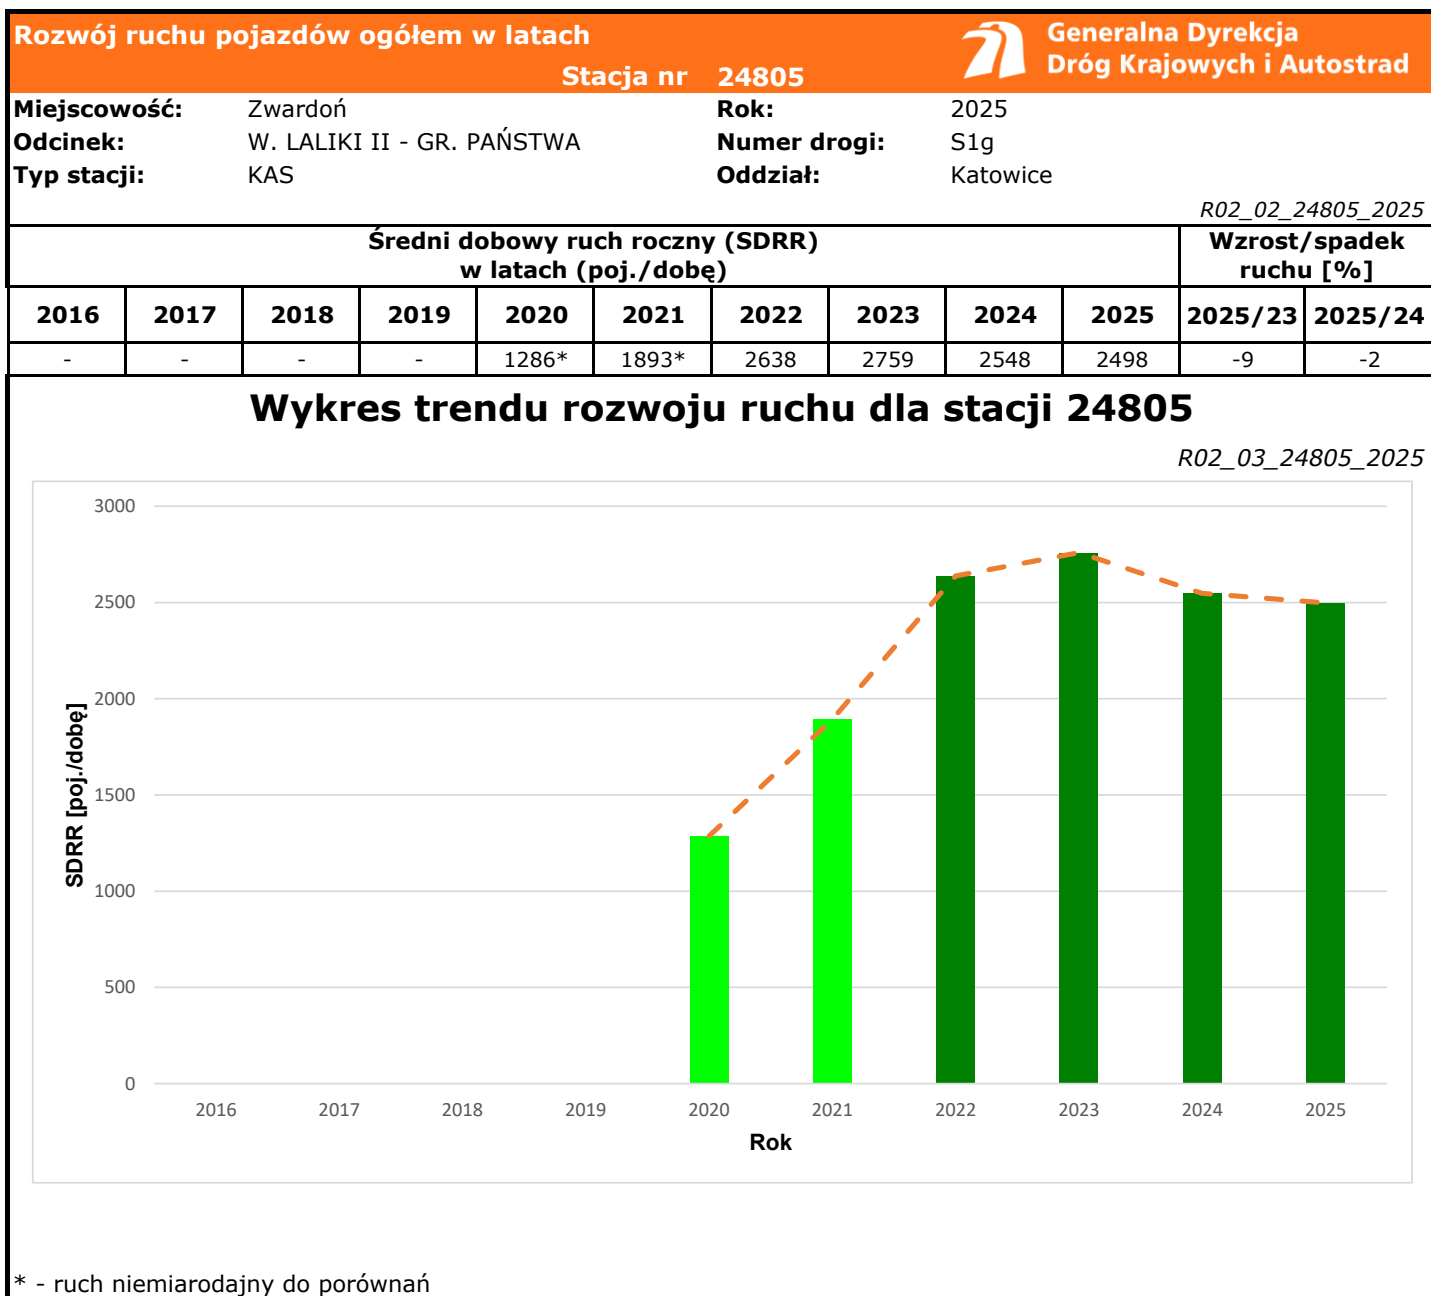 Rozwój ruchu pojazdów ogółem w latach
Generalna Dyrekcja
Dróg Krajowych i Autostrad
Stacja nr 24805
Miejscowość: Zwardoń Rok: 2025
Odcinek: W. LALIKI II - GR. PAŃSTWA Numer drogi: S1g
Typ stacji: KAS Oddział: Katowice
R02_02_24805_2025
Średni dobowy ruch roczny (SDRR)
w latach (poj./dobę)
Wzrost/spadek
ruchu [%]
2016 2017 2018 2019 2020 2021 2022 2023 2024 2025 2025/23 2025/24
- - - - 1286* 1893* 2638 2759 2548 2498 -9 -2
Wykres trendu rozwoju ruchu dla stacji 24805
R02_03_24805_2025
3000
2500
2000
1500
1000
500
0
SDRR [poj./dobę]
2016 2017 2018 2019 2020 2021 2022 2023 2024 2025
Rok
* - ruch niemiarodajny do porównań